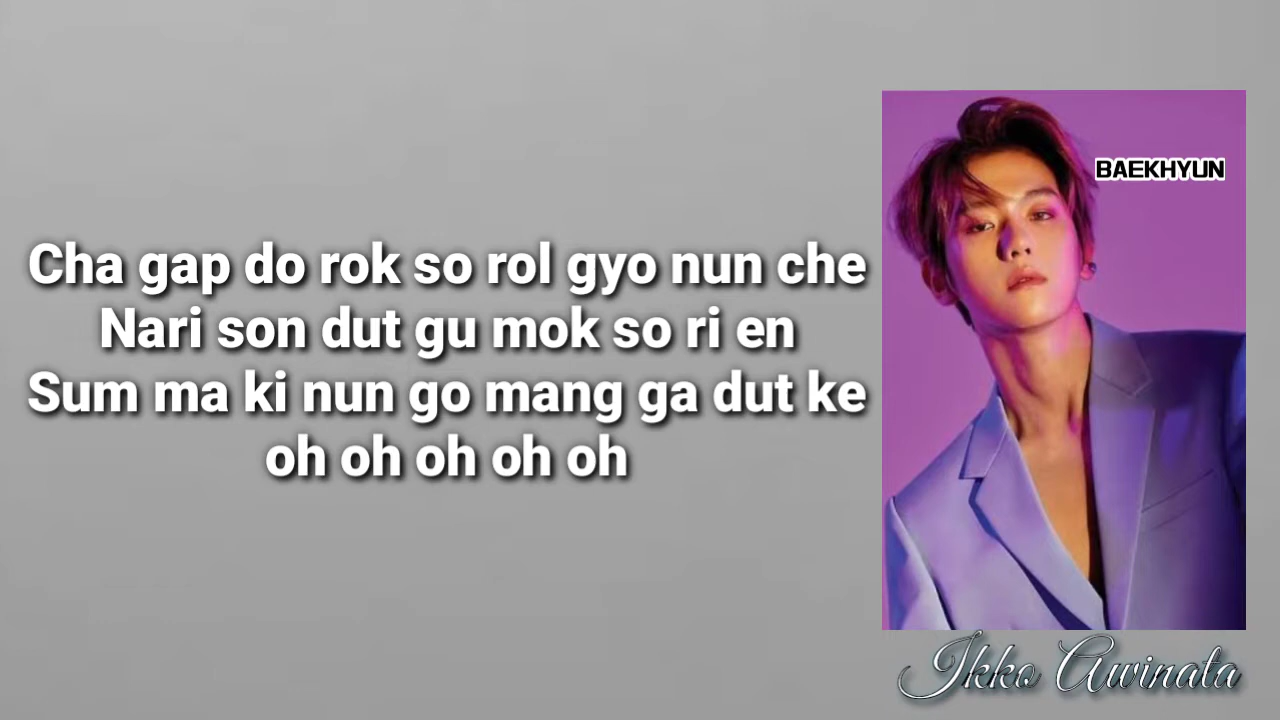 Cha gap do rok so rol gyo nun che
Nari son dut gu mok so ri en
Sum ma ki nun go mang ga dut ke
oh oh oh oh oh
BAEKHYUN
Ikko Awinata